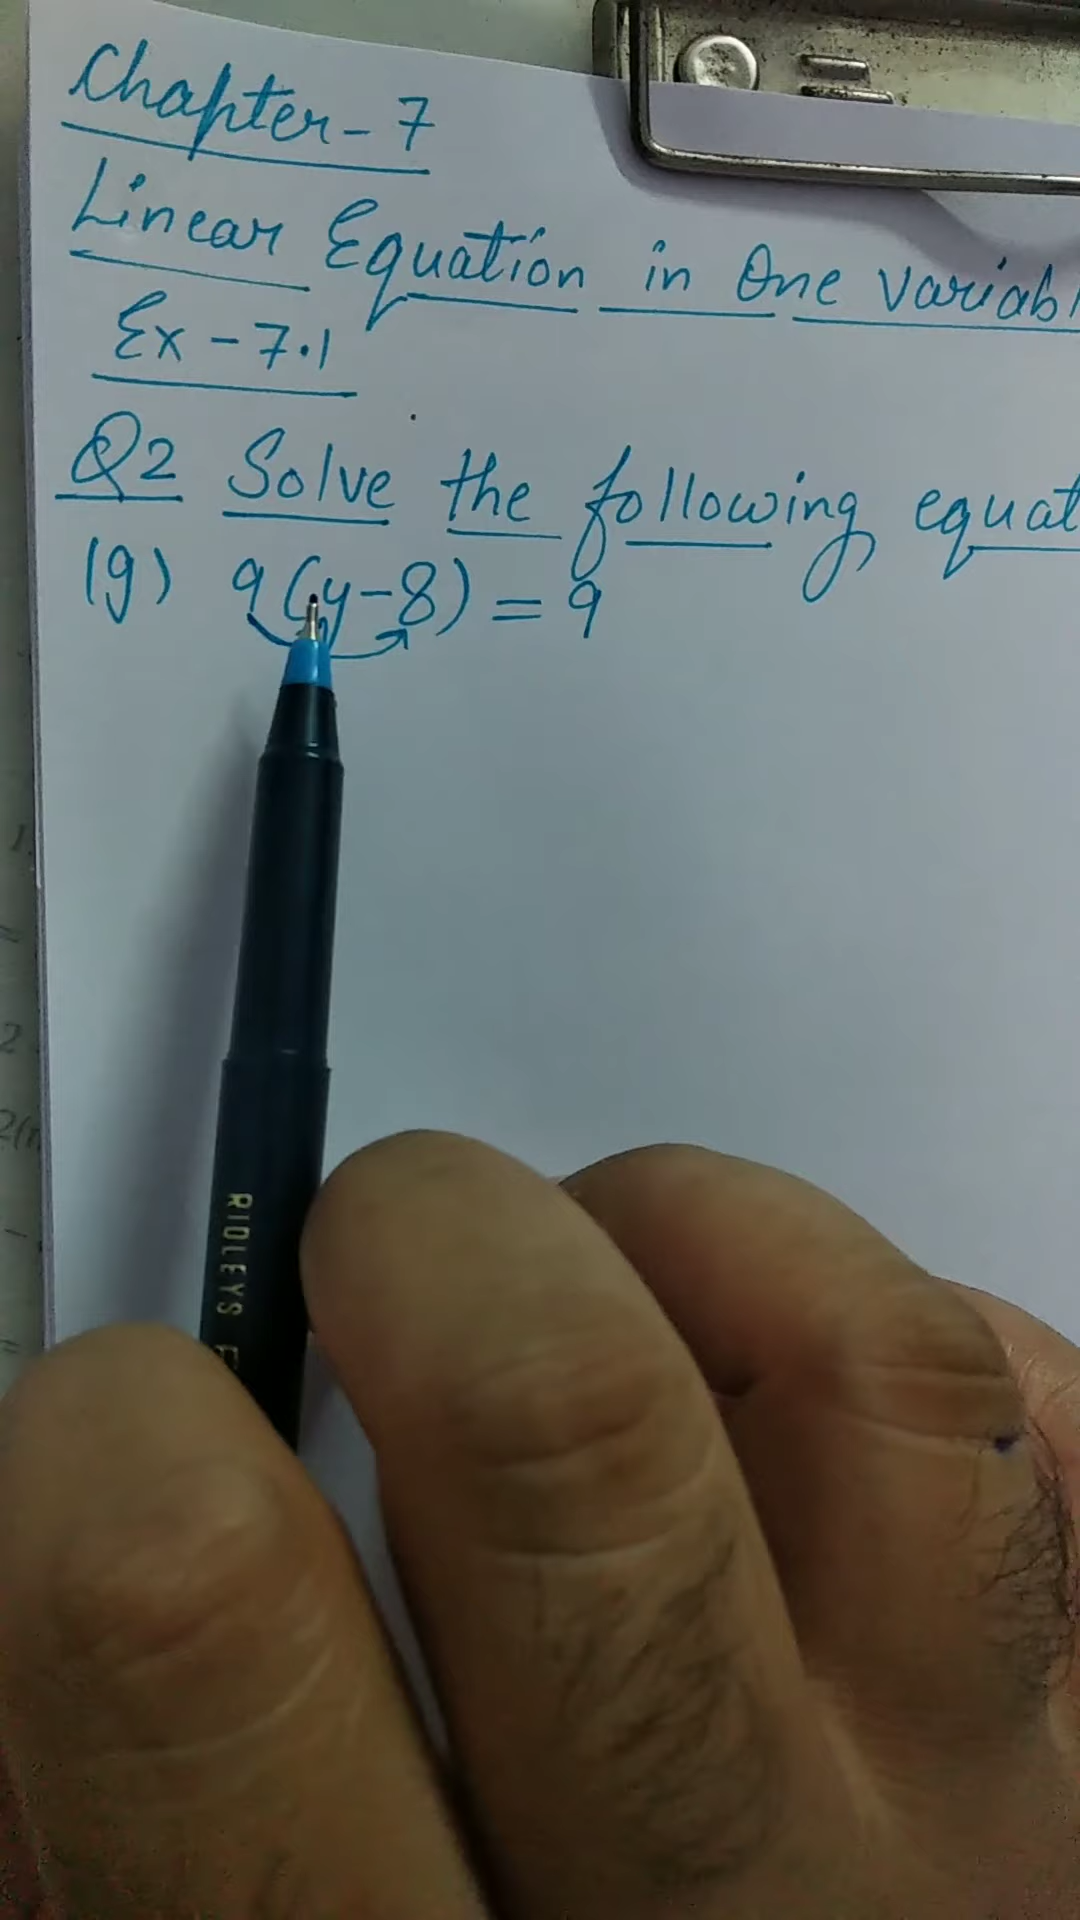 Chapter-7
Linear Equation in One Variabl
Ex-7.1
Q2 Solve the following equat
(g) 9(y-8) = 9
RIDLEYS